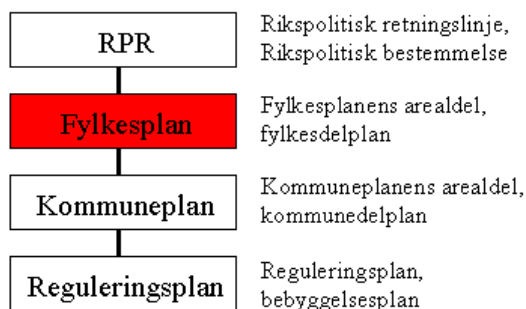 RPR
Rikspolitisk retningslinje,
Rikspolitisk bestemmelse
Fylkesplan
Fylkesplanens arealdel,
fylkesdelplan
Kommuneplan
Kommuneplanens arealdel,
kommunedelplan
Reguleringsplan
Reguleringsplan,
bebyggelsesplan